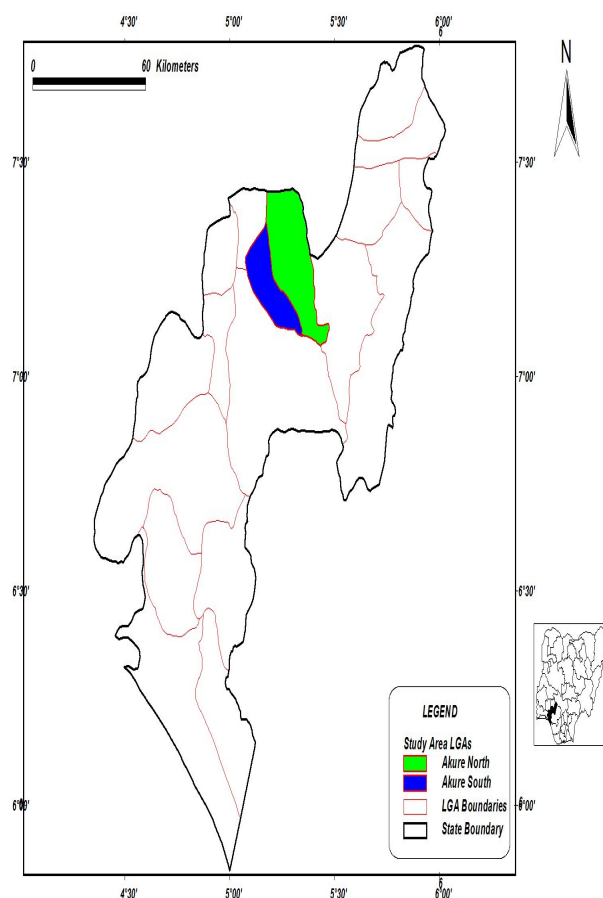 4°30' 5°00' 5°30' 6°00'
0 60 Kilometers
N
7°30' 7°30'
7°00' 7°00'
6°30' 6°30'
6°00' 6°00'
LEGEND
Study Area LGAs
Akure North
Akure South
LGA Boundaries
State Boundary
4°30' 5°00' 5°30' 6°00'